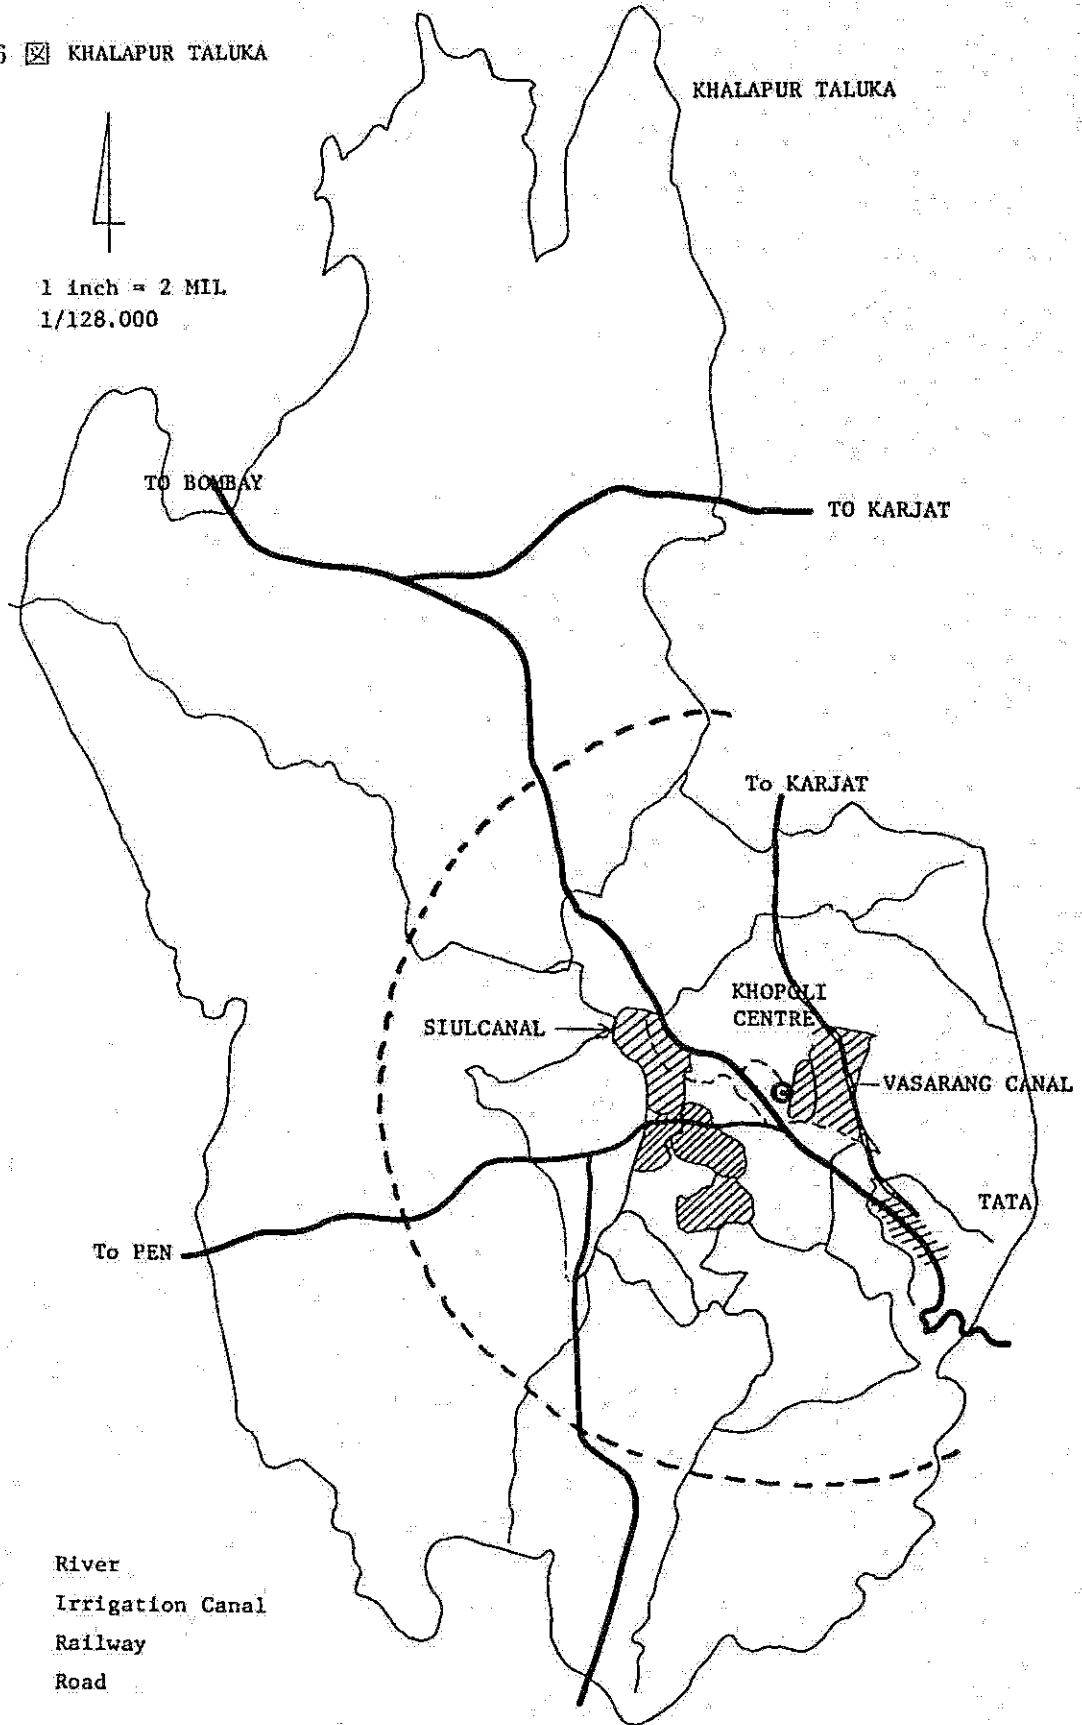 6 図 KHALAPUR TALUKA
KHALAPUR TALUKA
1 inch = 2 MIL
1/128.000
TO BOMBAY
TO KARJAT
To KARJAT
KHOPOLI
CENTRE
SIULCANAL
VASARANG CANAL
TATA
To PEN
River
Irrigation Canal
Railway
Road